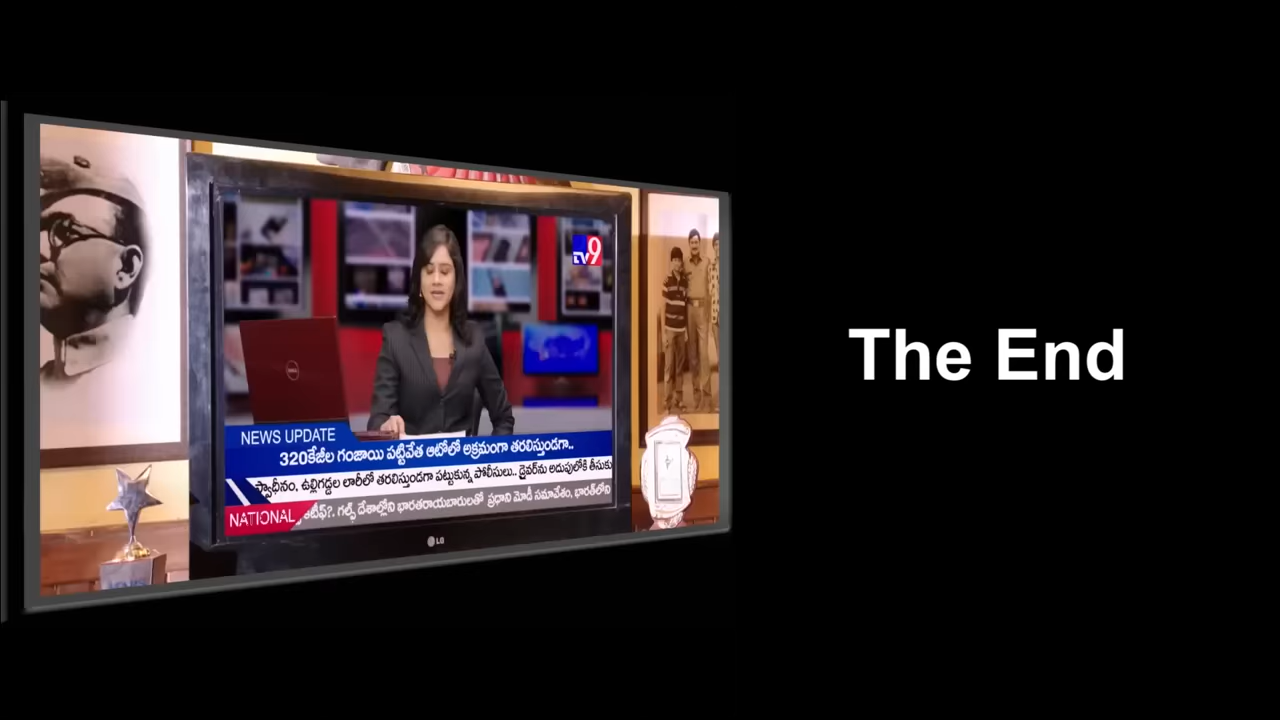 tv9
NEWS UPDATE
320కేజీల గంజాయి పట్టివేత ఆటోలో అక్రమంగా తరలిస్తుండగా..
స్వాధీనం, ఉల్లిగడ్డల లారీలో తరలిస్తుండగా పట్టుకున్న పోలీసులు.. డ్రైవర్‌ను అదుపులోకి తీసుకు
NATIONAL గల్ఫ్ దేశాల్లోని భారతరాయబారులతో ప్రధాని మోడీ సమావేశం, భారత్‌లోని
LG
The End